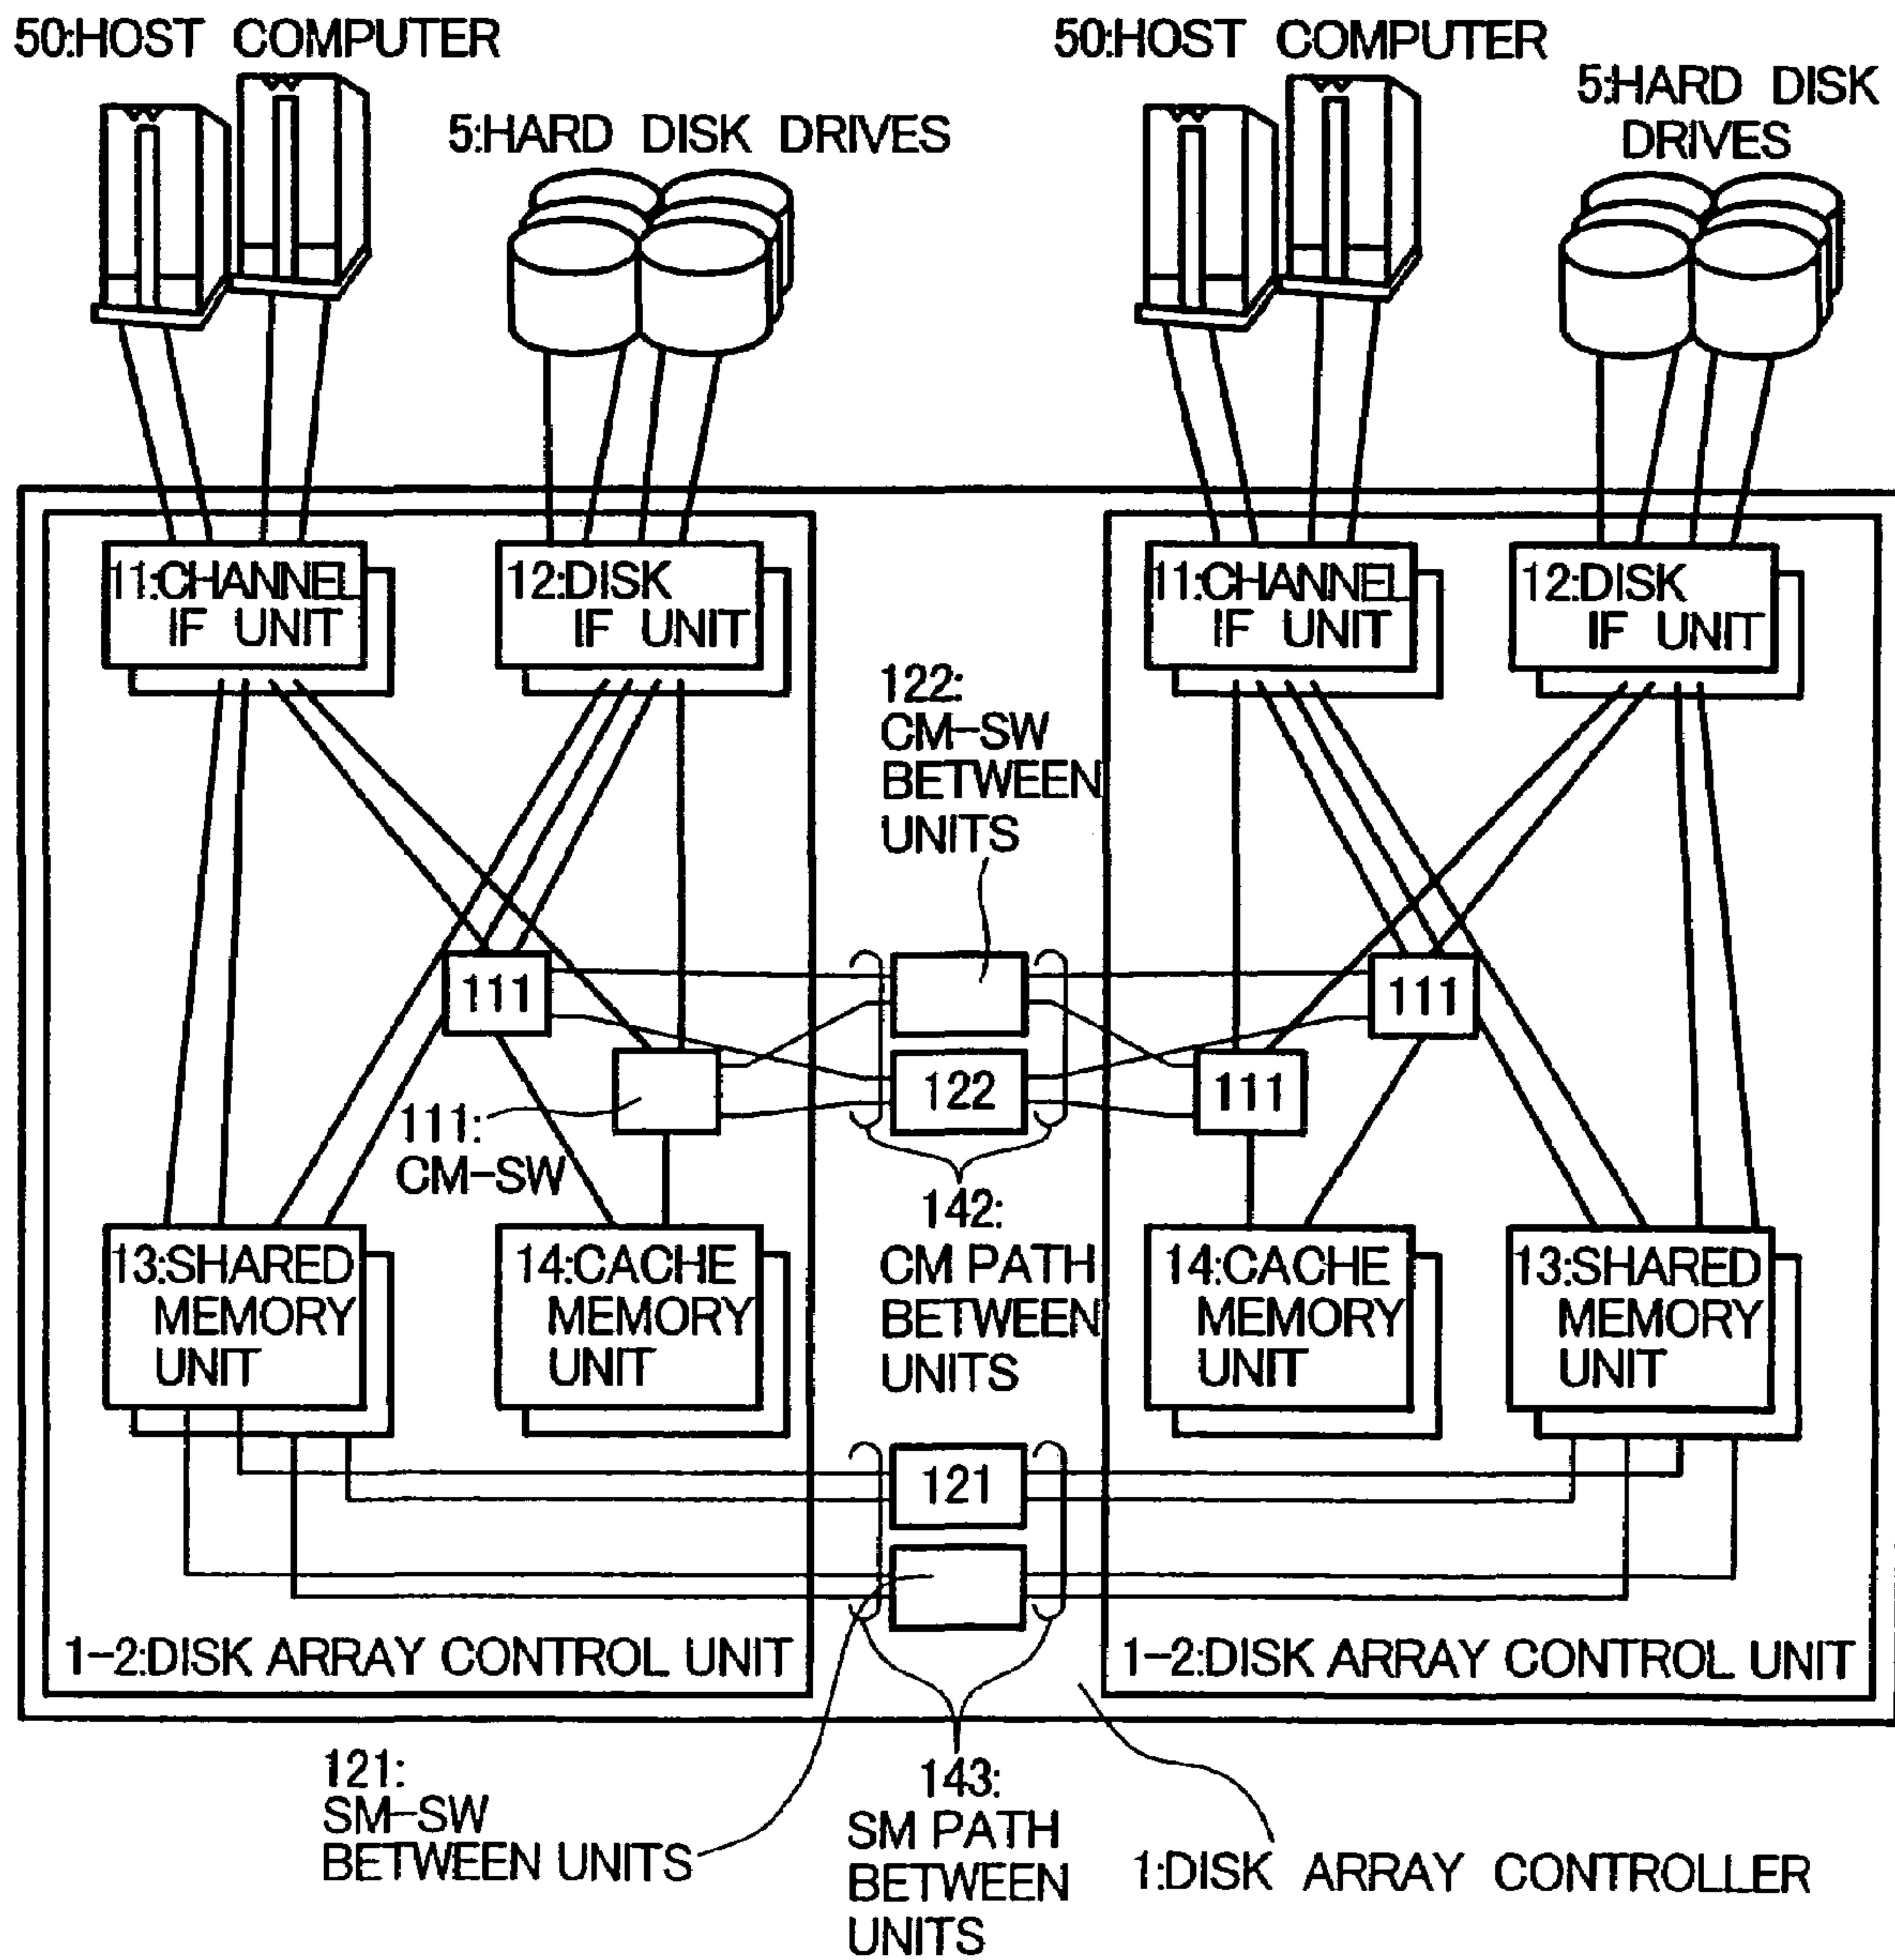 50:HOST COMPUTER
50:HOST COMPUTER
5:HARD DISK DRIVES
5:HARD DISK
DRIVES
11:CHANNEL
IF UNIT
12:DISK
IF UNIT
11:CHANNEL
IF UNIT
12:DISK
IF UNIT
122:
CM-SW
BETWEEN
UNITS
111
111
122
111
111:
CM-SW
142:
CM PATH
BETWEEN
UNITS
13:SHARED
MEMORY
UNIT
14:CACHE
MEMORY
UNIT
14:CACHE
MEMORY
UNIT
13:SHARED
MEMORY
UNIT
121
1-2:DISK ARRAY CONTROL UNIT
1-2:DISK ARRAY CONTROL UNIT
121:
SM-SW
BETWEEN UNITS
143:
SM PATH
BETWEEN
UNITS
1:DISK ARRAY CONTROLLER